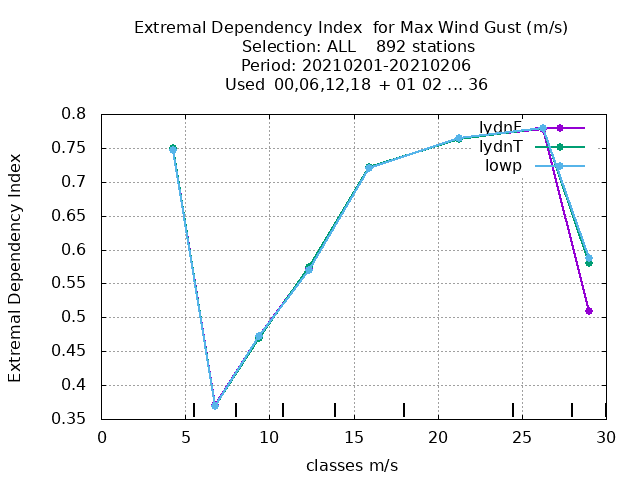 Extremal Dependency Index for Max Wind Gust (m/s)
Selection: ALL 892 stations
Period: 20210201-20210206
Used 00,06,12,18 + 01 02 ... 36
Extremal Dependency Index
0.8
0.75
0.7
0.65
0.6
0.55
0.5
0.45
0.4
0.35
lydnF
lydnT
lowp
0 5 10 15 20 25 30
classes m/s